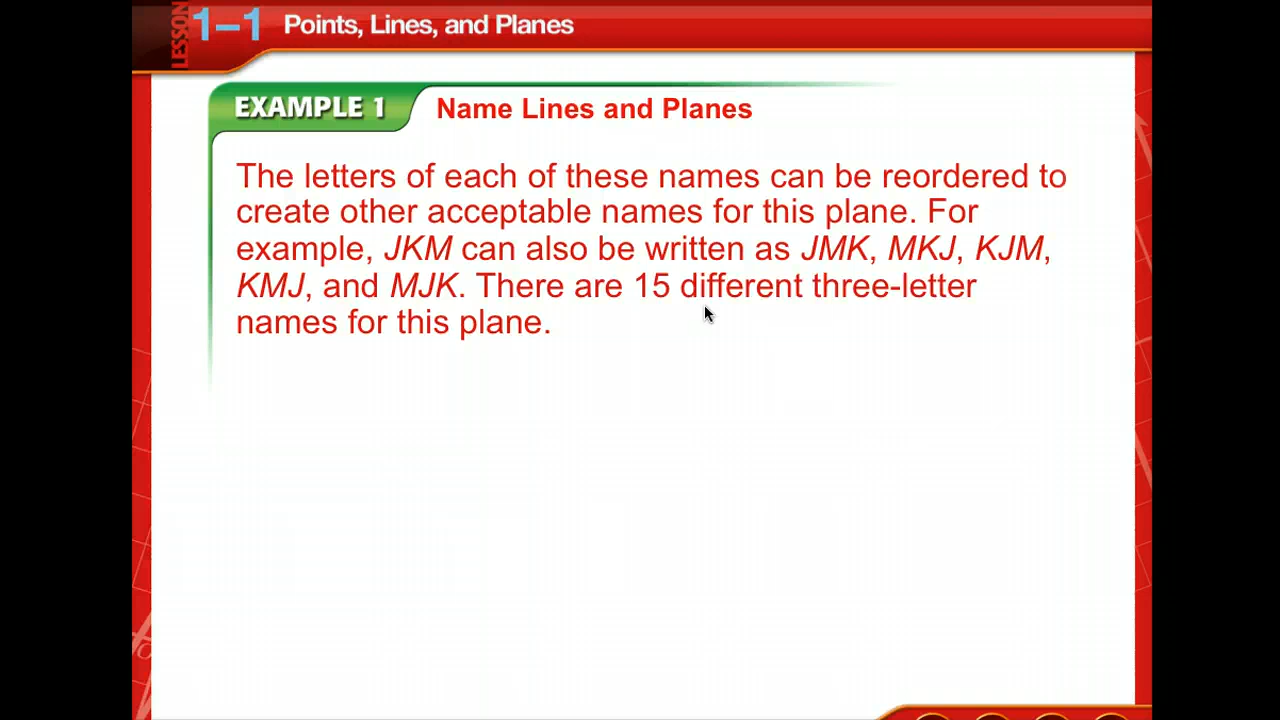 LESSON
1–1 Points, Lines, and Planes
EXAMPLE 1 Name Lines and Planes
The letters of each of these names can be reordered to
create other acceptable names for this plane. For
example, JKM can also be written as JMK, MKJ, KJM,
KMJ, and MJK. There are 15 different three-letter
names for this plane.